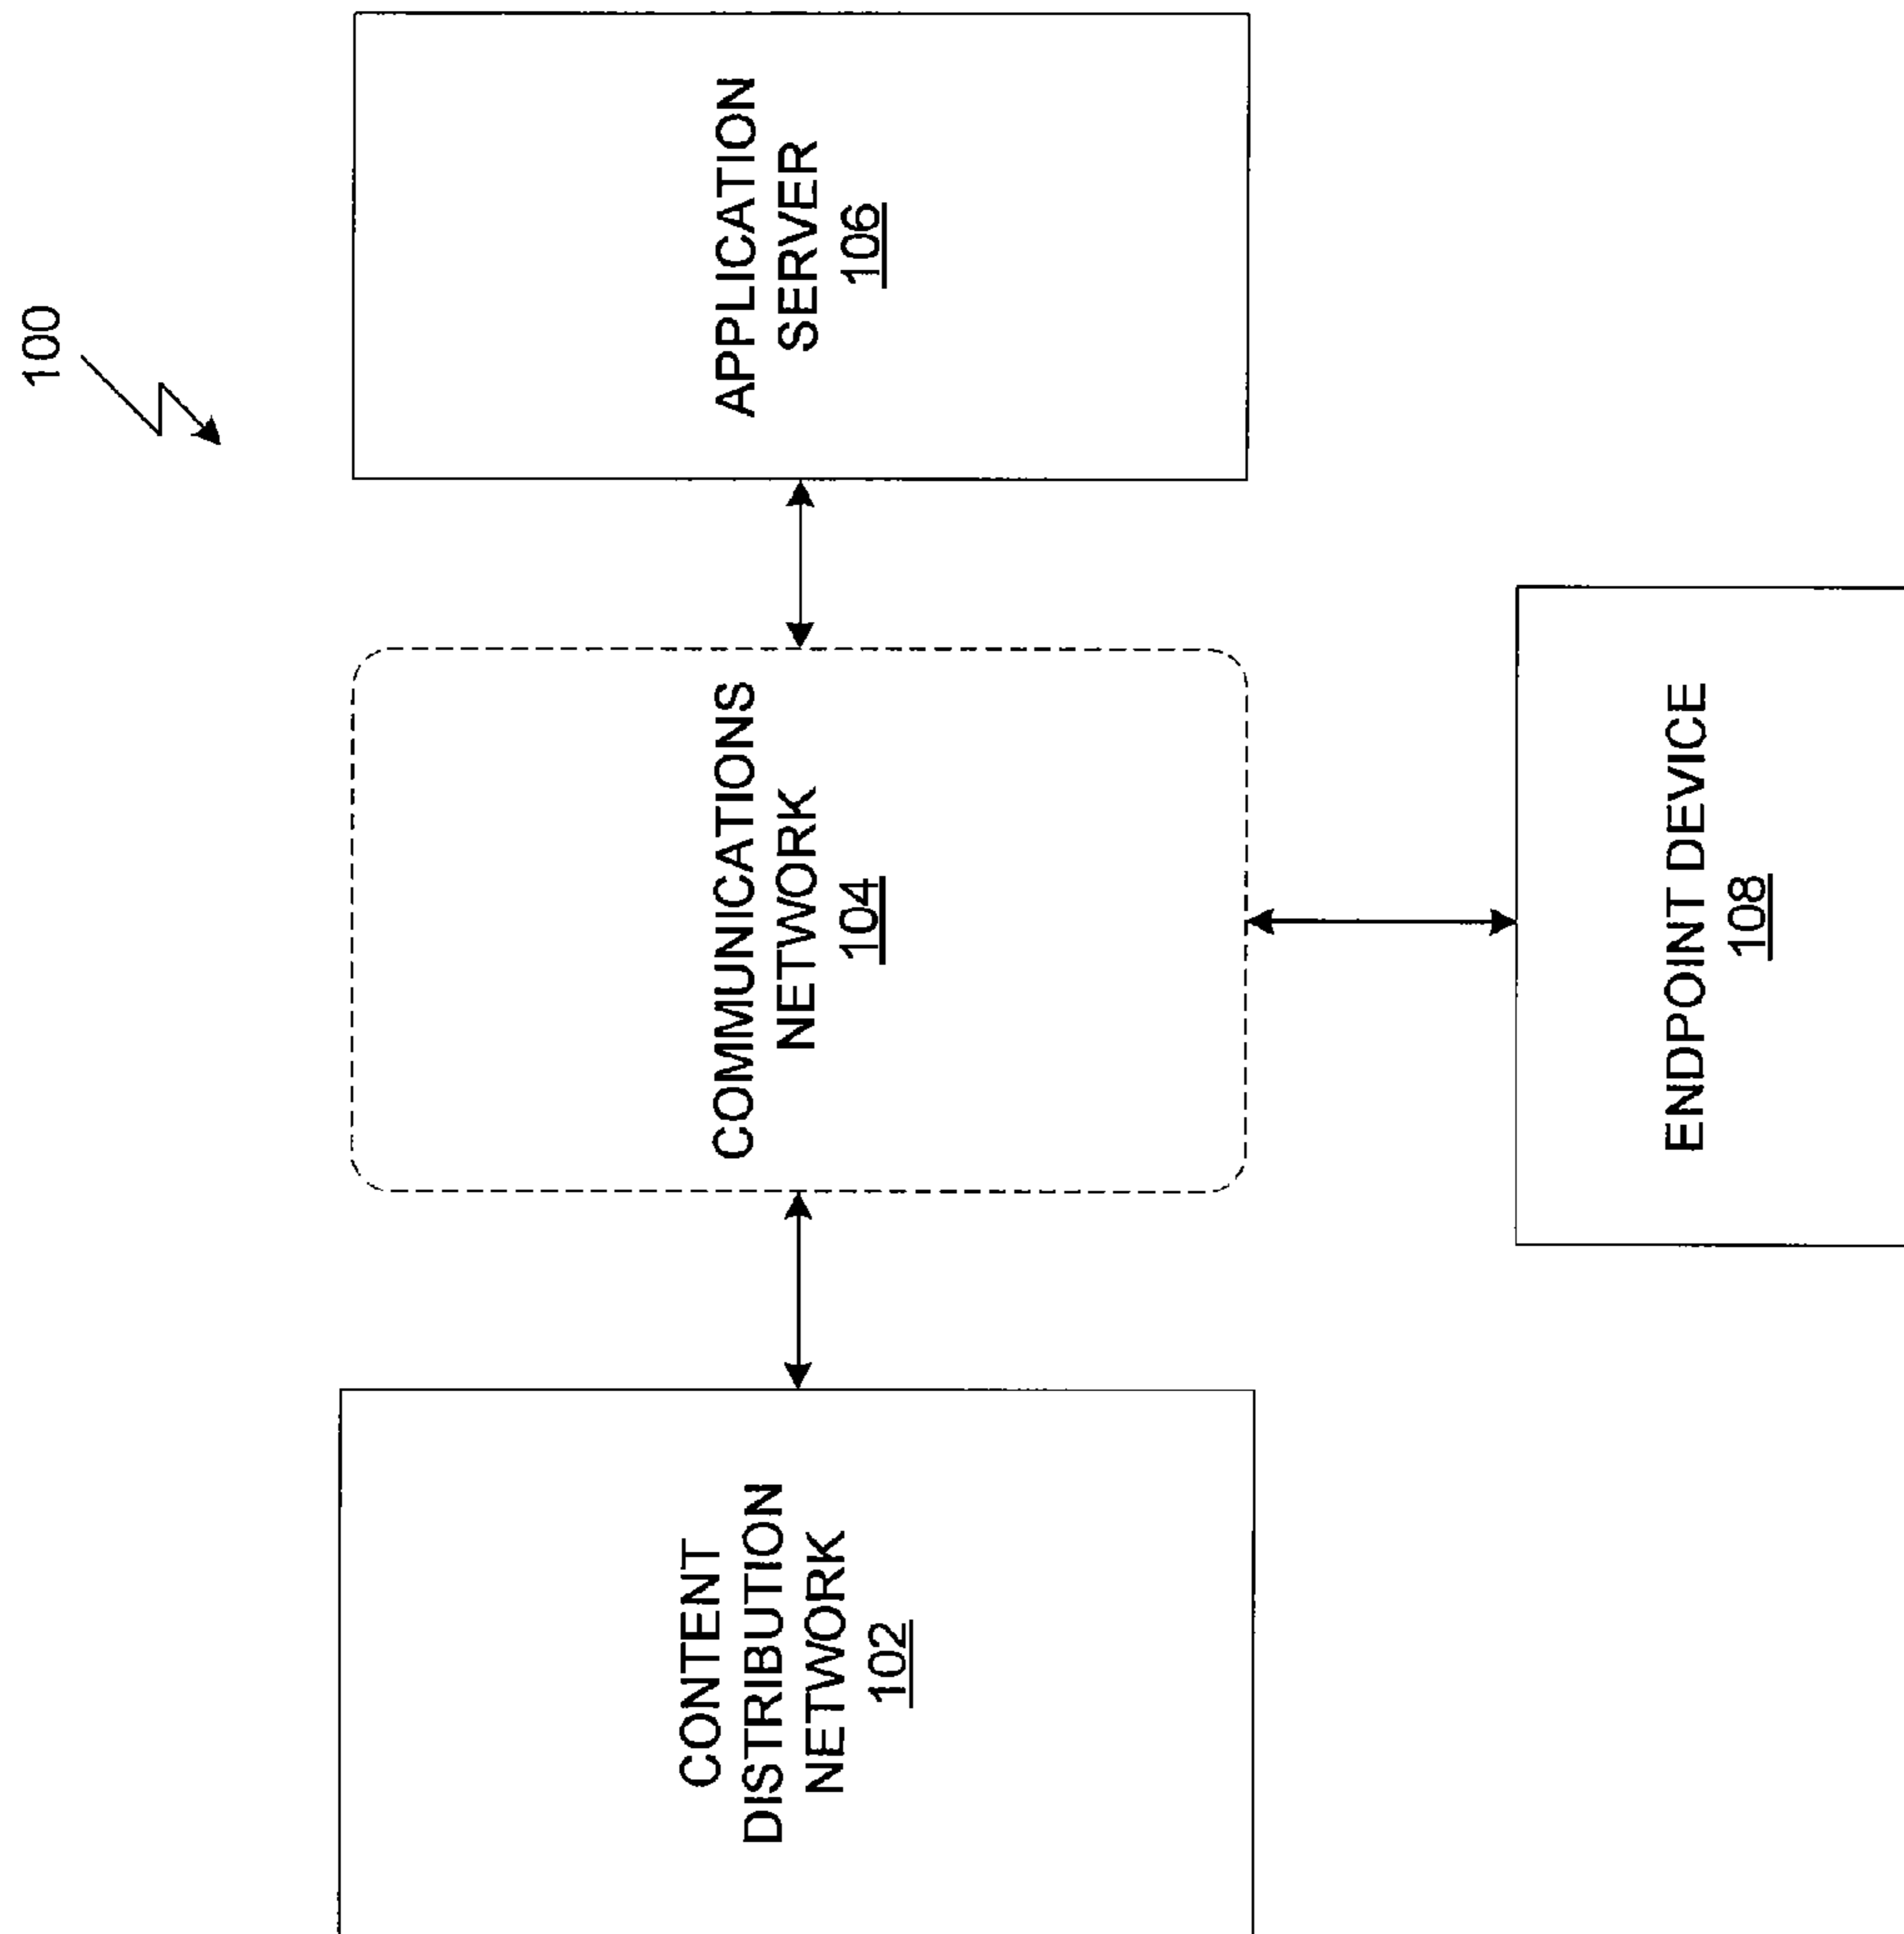 100
CONTENT
DISTRIBUTION
NETWORK
102
COMMUNICATIONS
NETWORK
104
APPLICATION
SERVER
106
ENDPOINT DEVICE
108